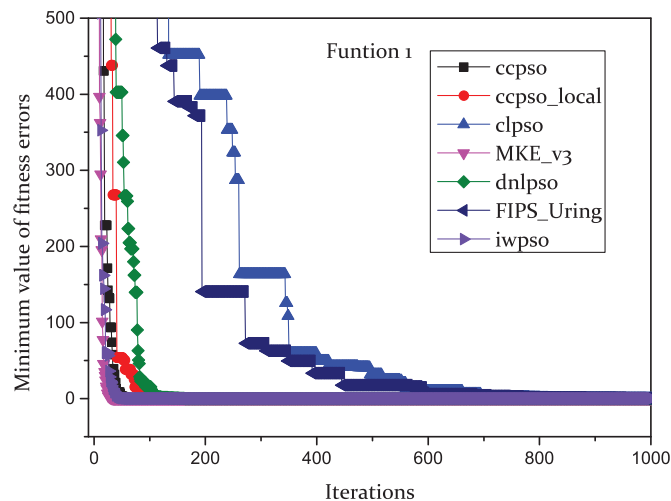 500
400
300
200
100
0
Minimum value of fitness errors
Funtion 1
ccpso
ccpso_local
clpso
MKE_v3
dnlpso
FIPS_Uring
iwpso
0 200 400 600 800 1000
Iterations